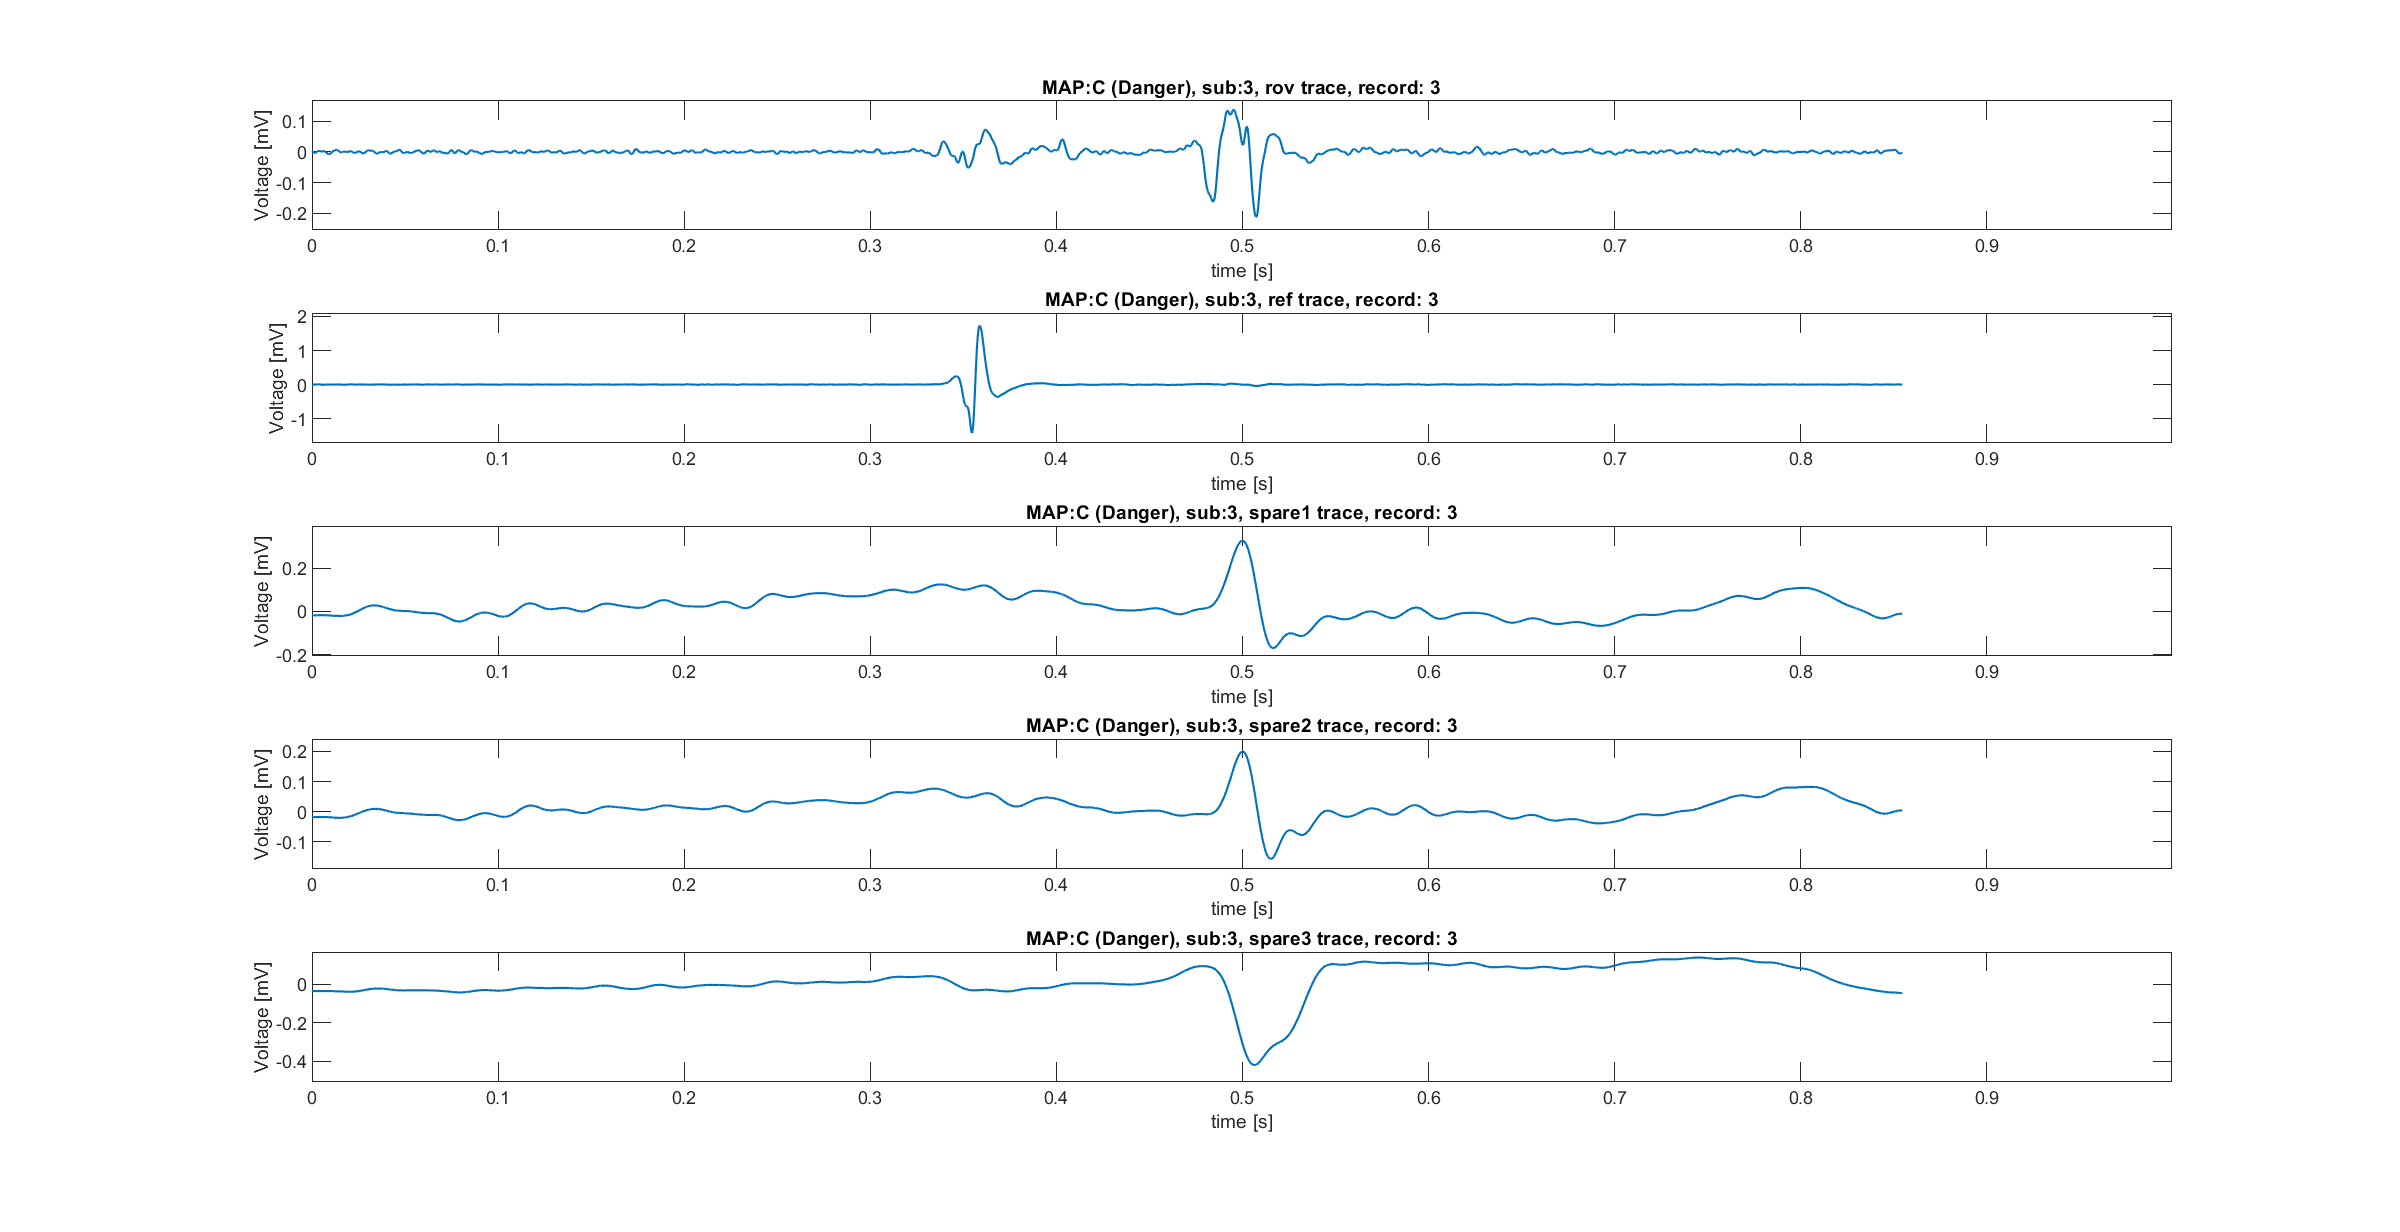 MAP:C (Danger), sub:3, rov trace, record: 3
Voltage [mV]
0.1
0
-0.1
-0.2
0 0.1 0.2 0.3 0.4 0.5 0.6 0.7 0.8 0.9
time [s]
MAP:C (Danger), sub:3, ref trace, record: 3
Voltage [mV]
2
1
0
-1
0 0.1 0.2 0.3 0.4 0.5 0.6 0.7 0.8 0.9
time [s]
MAP:C (Danger), sub:3, spare1 trace, record: 3
Voltage [mV]
0.2
0
-0.2
0 0.1 0.2 0.3 0.4 0.5 0.6 0.7 0.8 0.9
time [s]
MAP:C (Danger), sub:3, spare2 trace, record: 3
Voltage [mV]
0.2
0.1
0
-0.1
0 0.1 0.2 0.3 0.4 0.5 0.6 0.7 0.8 0.9
time [s]
MAP:C (Danger), sub:3, spare3 trace, record: 3
Voltage [mV]
0
-0.2
-0.4
0 0.1 0.2 0.3 0.4 0.5 0.6 0.7 0.8 0.9
time [s]